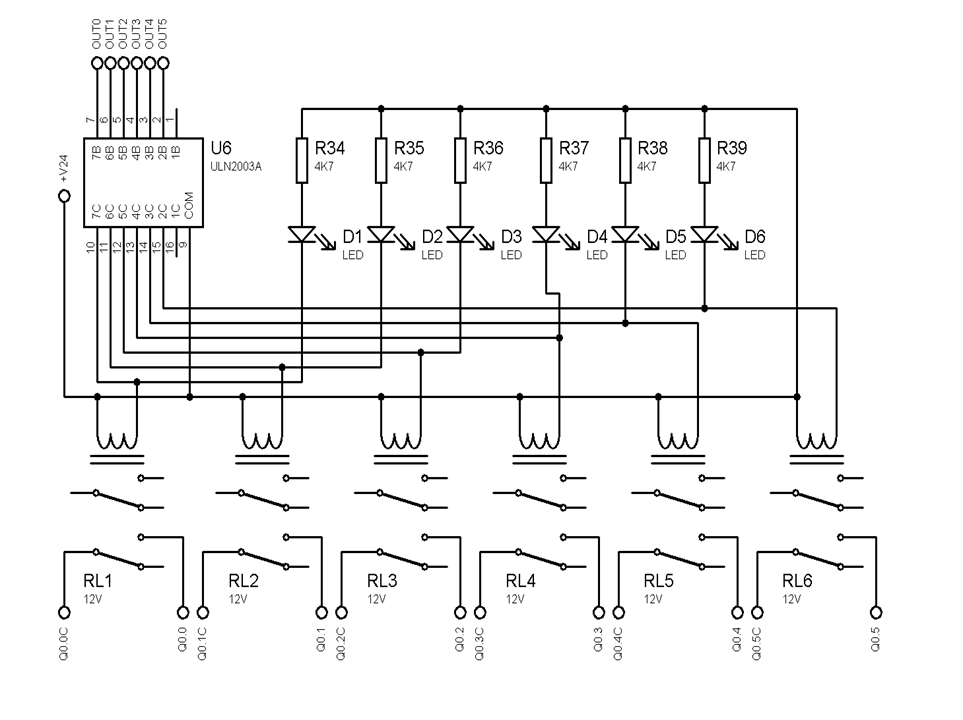 OUT0 OUT1 OUT2 OUT3 OUT4 OUT5
7 6 5 4 3 2 1
7B 6B 5B 4B 3B 2B 1B
U6
ULN2003A
+V24
7C 6C 5C 4C 3C 2C 1C COM
10 11 12 13 14 15 16 9
R34 R35 R36 R37 R38 R39
4K7 4K7 4K7 4K7 4K7 4K7
D1 D2 D3 D4 D5 D6
LED LED LED LED LED LED
RL1 RL2 RL3 RL4 RL5 RL6
12V 12V 12V 12V 12V 12V
Q0.0C Q0.0 Q0.1C Q0.1 Q0.2C Q0.2 Q0.3C Q0.3 Q0.4C Q0.4 Q0.5C Q0.5